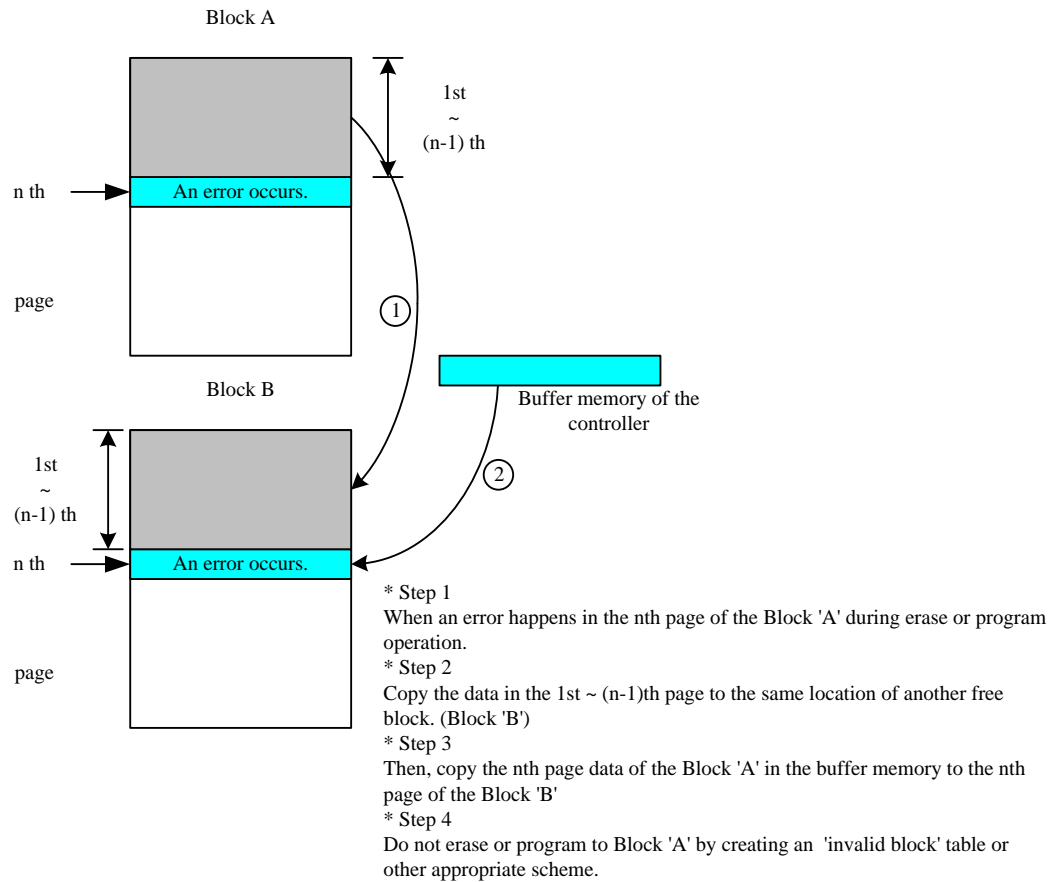 Block A
1st
~
(n-1) th
n th
An error occurs.
page
1
Buffer memory of the
controller
Block B
1st
~
(n-1) th
2
n th
An error occurs.
page
* Step 1
When an error happens in the nth page of the Block 'A' during erase or program
operation.
* Step 2
Copy the data in the 1st ~ (n-1)th page to the same location of another free
block. (Block 'B')
* Step 3
Then, copy the nth page data of the Block 'A' in the buffer memory to the nth
page of the Block 'B'
* Step 4
Do not erase or program to Block 'A' by creating an 'invalid block' table or
other appropriate scheme.